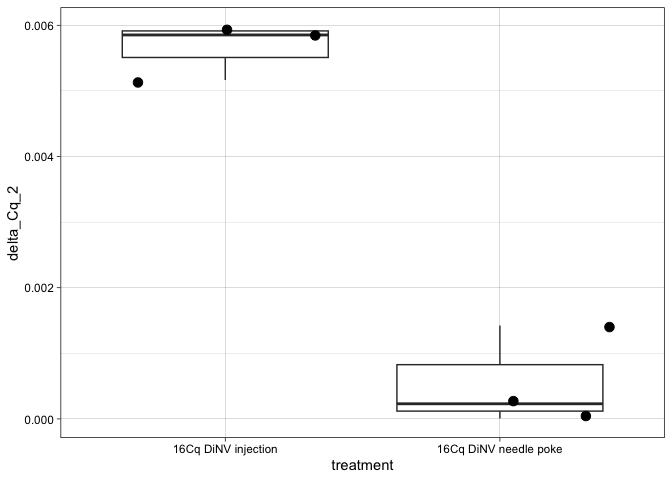 0.006
0.004
0.002
0.000
delta_Cq_2
16Cq DiNV injection
16Cq DiNV needle poke
treatment